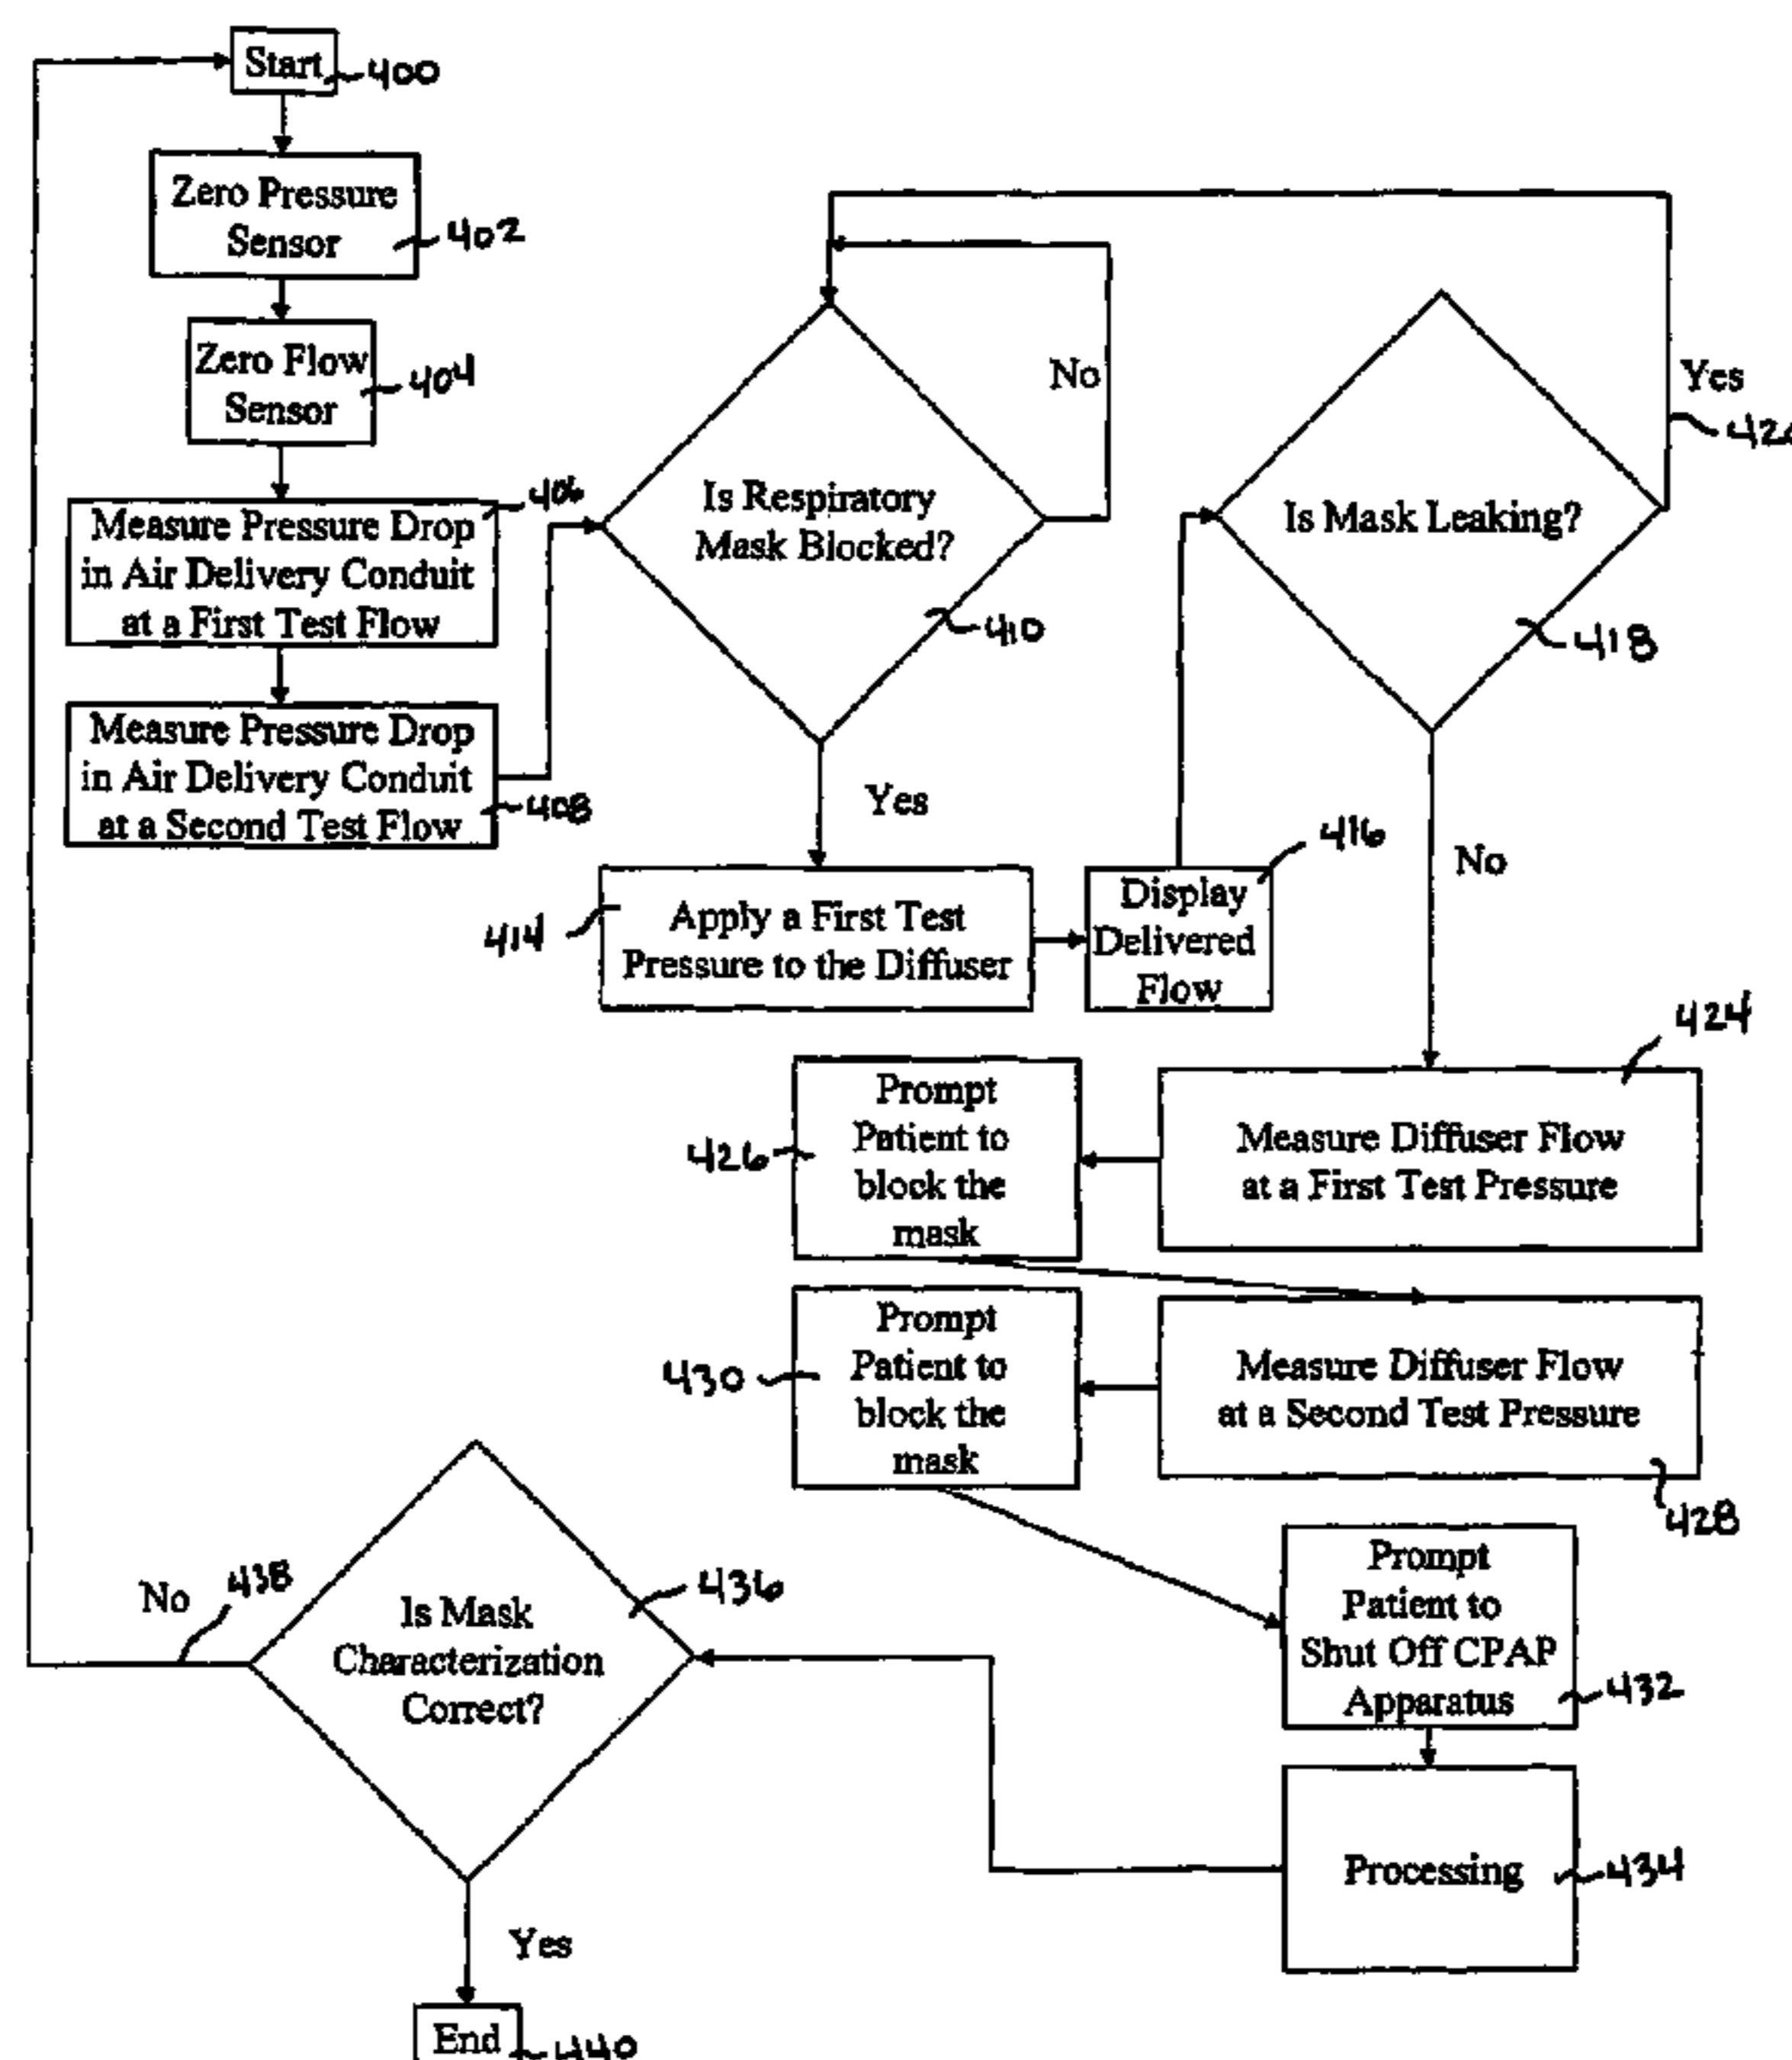 Start
400
Zero Pressure
Sensor
402
Zero Flow
Sensor
404
Measure Pressure Drop
in Air Delivery Conduit
at a First Test Flow
406
Measure Pressure Drop
in Air Delivery Conduit
at a Second Test Flow
408
Is Respiratory
Mask Blocked?
410
No
Yes
Apply a First Test
Pressure to the Diffuser
414
Display
Delivered
Flow
416
Is Mask Leaking?
418
Yes
No
Measure Diffuser Flow
at a First Test Pressure
424
Prompt
Patient to
block the
mask
426
Measure Diffuser Flow
at a Second Test Pressure
428
Prompt
Patient to
block the
mask
430
Prompt
Patient to
Shut Off CPAP
Apparatus
432
Processing
434
Is Mask
Characterization
Correct?
436
No
438
Yes
End
440